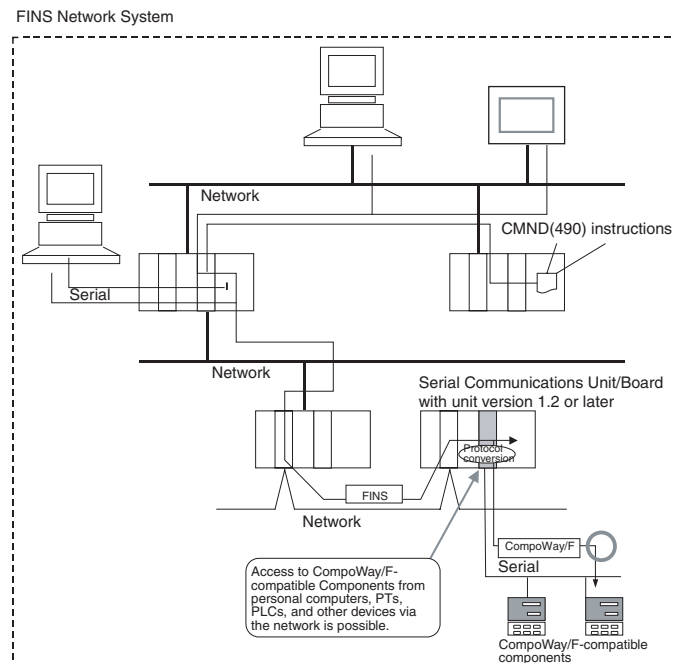 FINS Network System
Network
CMND(490) instructions
Serial
Network
Serial Communications Unit/Board
with unit version 1.2 or later
Protocol
conversion
FINS
Network
CompoWay/F
Serial
Access to CompoWay/F-
compatible Components from
personal computers, PTs,
PLCs, and other devices via
the network is possible.
CompoWay/F-compatible
components